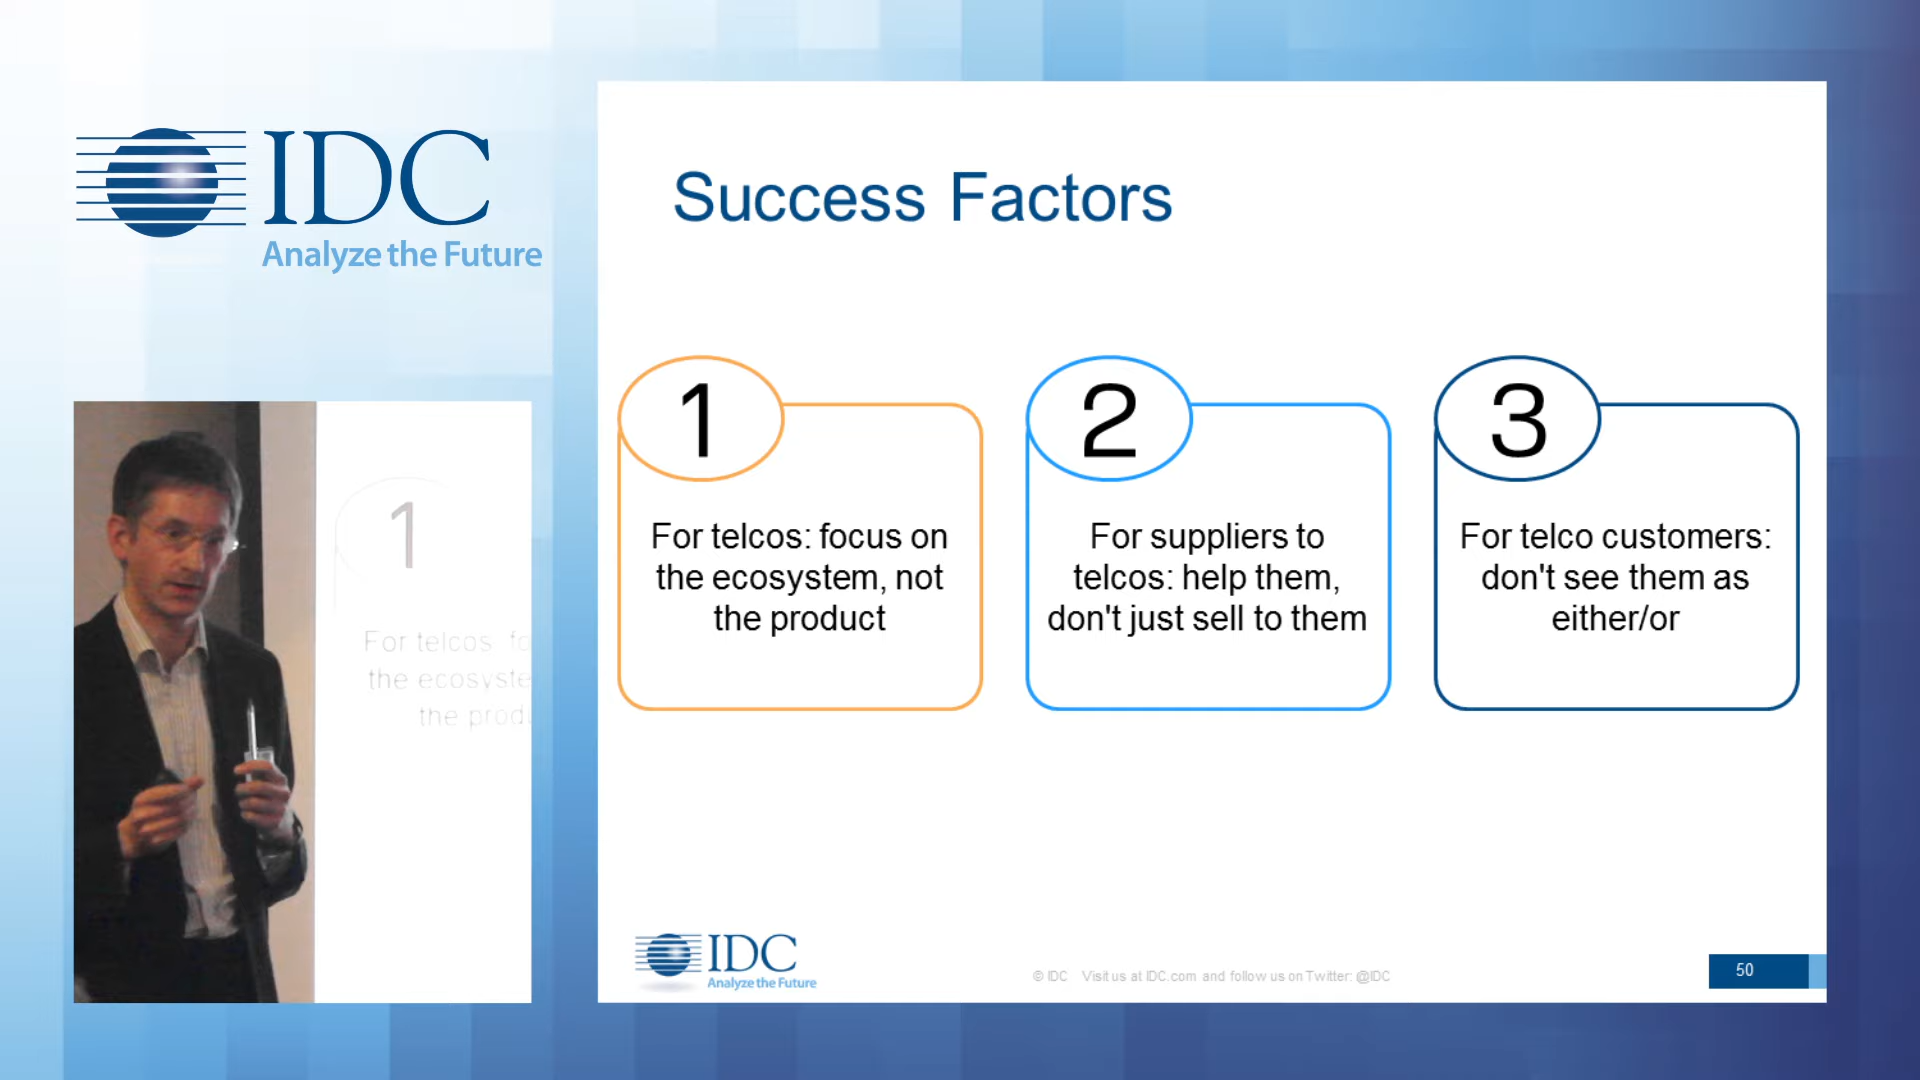 IDC
Analyze the Future
1
For telcos: fo
the ecosyste
the prod
Success Factors
1
For telcos: focus on
the ecosystem, not
the product
2
For suppliers to
telcos: help them,
don't just sell to them
3
For telco customers:
don't see them as
either/or
IDC
Analyze the Future
© IDC Visit us at IDC.com and follow us on Twitter: @IDC
50